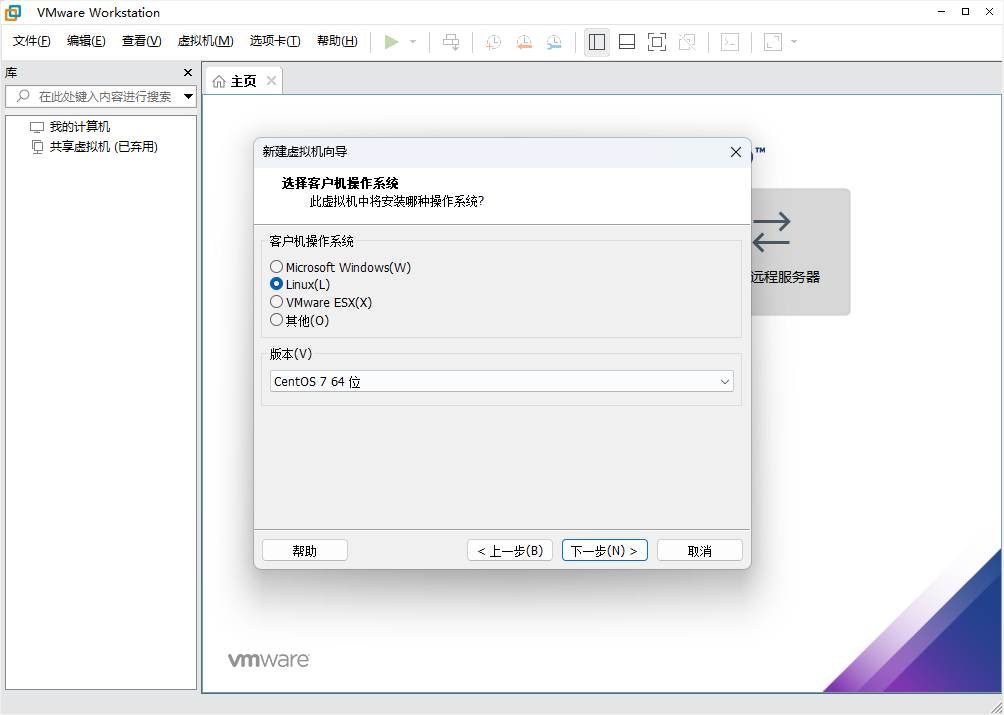 VMware Workstation
文件(F) 编辑(E) 查看(V) 虚拟机(M) 选项卡(T) 帮助(H)
库
主页
在此处键入内容进行搜索
我的计算机
共享虚拟机 (已弃用)
™
远程服务器
新建虚拟机向导
选择客户机操作系统
此虚拟机中将安装哪种操作系统?
客户机操作系统
Microsoft Windows(W)
Linux(L)
VMware ESX(X)
其他(O)
版本(V)
CentOS 7 64 位
帮助 < 上一步(B) 下一步(N) > 取消
vmware